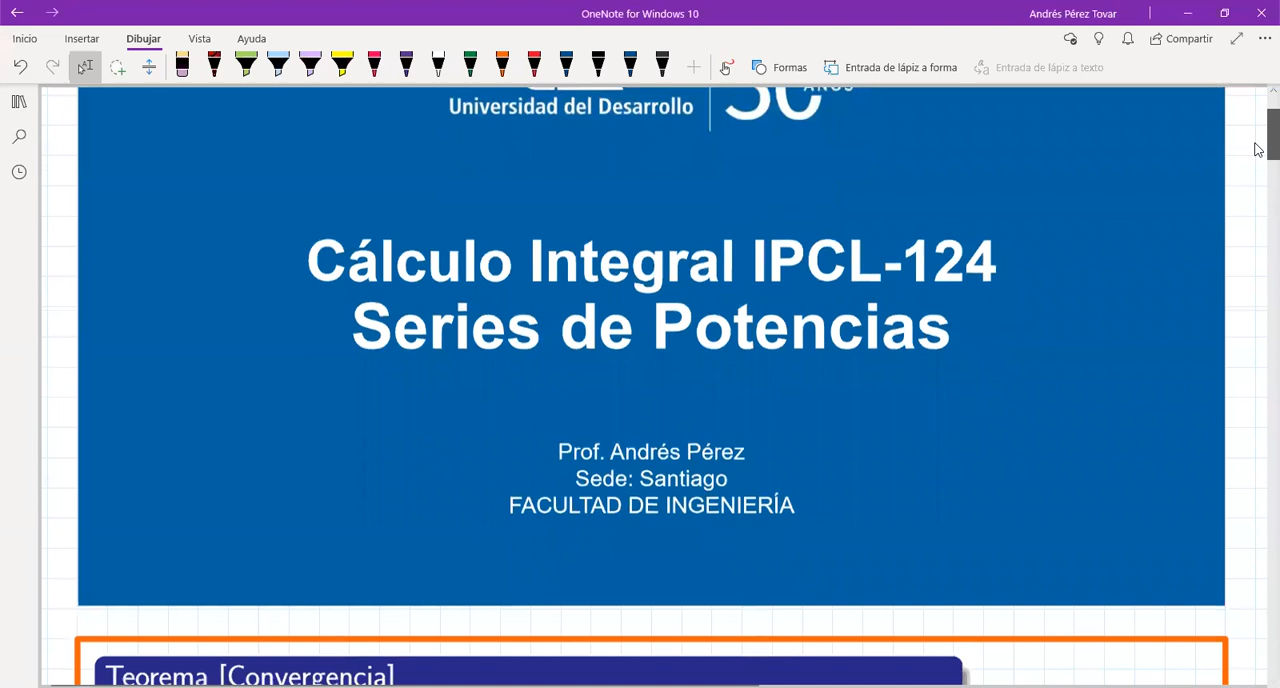 OneNote for Windows 10
Andrés Pérez Tovar
Inicio Insertar Dibujar Vista Ayuda
Compartir
Formas
Entrada de lápiz a forma
Entrada de lápiz a texto
Universidad del Desarrollo
30 AÑOS
Cálculo Integral IPCL-124
Series de Potencias
Prof. Andrés Pérez
Sede: Santiago
FACULTAD DE INGENIERÍA
Teorema [Convergencia]